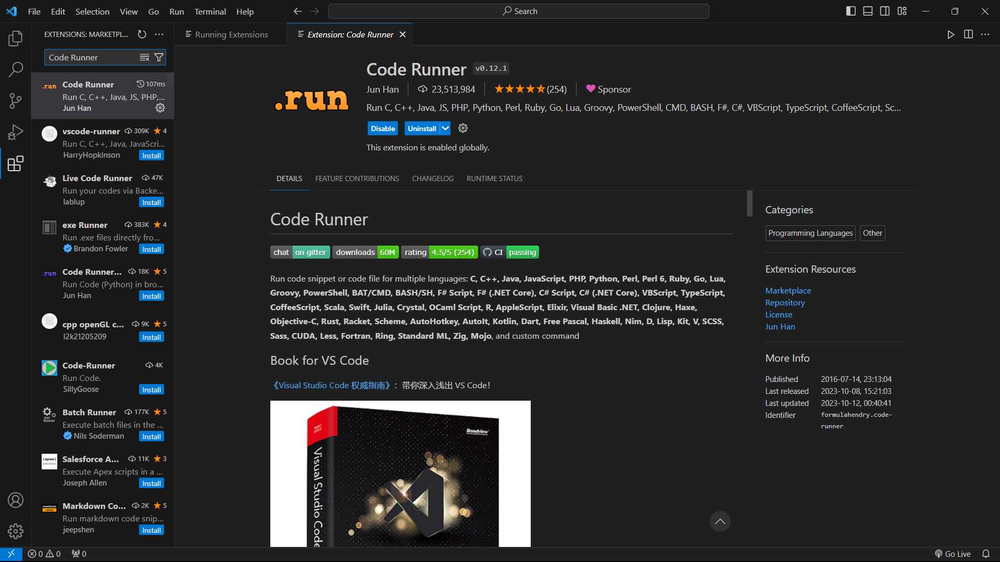 File Edit Selection View Go Run Terminal Help
Search
EXTENSIONS: MARKETPL...
Running Extensions
Extension: Code Runner
Code Runner
Code Runner 107ms
Run C, C++, Java, JS, PHP,...
Jun Han
vscode-runner 309K 4
Run C, C++, Java, JavaScri...
HarryHopkinson Install
Live Code Runner 47K
Run your codes via Backe...
lablup Install
exe Runner 383K 4
Run .exe files directly fro...
Brandon Fowler Install
.run
Code Runner... 18K 5
Run Code (Python) in bro...
Jun Han Install
cpp openGL c... 9K 5
l2k21205209 Install
Code-Runner 4K
Run Code.
SillyGoose Install
Batch Runner 177K 5
Execute batch files in the ...
Nils Soderman Install
Salesforce A... 11K 3
Execute Apex scripts in a ...
Joseph Allen Install
Markdown Co... 2K 5
Run markdown code snip...
jeepshen Install
.run
Code Runner v0.12.1
Jun Han 23,513,984 (254) Sponsor
Run C, C++, Java, JS, PHP, Python, Perl, Ruby, Go, Lua, Groovy, PowerShell, CMD, BASH, F#, C#, VBScript, TypeScript, CoffeeScript, Sc...
Disable Uninstall
This extension is enabled globally.
DETAILS FEATURE CONTRIBUTIONS CHANGELOG RUNTIME STATUS
Code Runner
chat on gitter downloads 60M rating 4.5/5 (254) CI passing
Run code snippet or code file for multiple languages: C, C++, Java, JavaScript, PHP, Python, Perl, Perl 6, Ruby, Go, Lua,
Groovy, PowerShell, BAT/CMD, BASH/SH, F# Script, F# (.NET Core), C# Script, C# (.NET Core), VBScript, TypeScript,
CoffeeScript, Scala, Swift, Julia, Crystal, OCaml Script, R, AppleScript, Elixir, Visual Basic .NET, Clojure, Haxe,
Objective-C, Rust, Racket, Scheme, AutoHotkey, AutoIt, Kotlin, Dart, Free Pascal, Haskell, Nim, D, Lisp, Kit, V, SCSS,
Sass, CUDA, Less, Fortran, Ring, Standard ML, Zig, Mojo, and custom command
Book for VS Code
《Visual Studio Code 权威指南》：带你深入浅出 VS Code！
Broadview
Visual Studio Code
Categories
Programming Languages Other
Extension Resources
Marketplace
Repository
License
Jun Han
More Info
Published 2016-07-14, 23:13:04
Last released 2023-10-08, 15:21:03
Last updated 2023-10-12, 00:40:41
Identifier formulahendry.code-
runner
0 0 0
Go Live